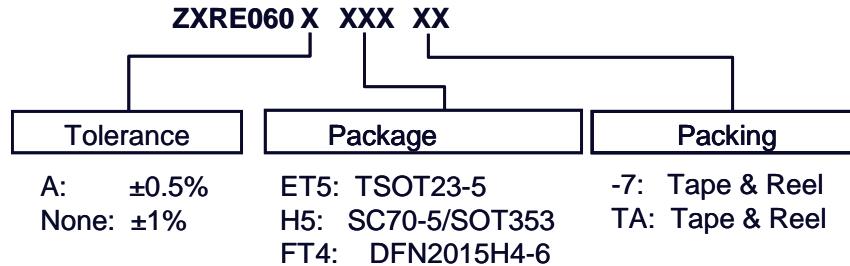 ZXRE060 X XXX XX
Tolerance Package Packing
A: ±0.5% ET5: TSOT23-5 -7: Tape & Reel
None: ±1% H5: SC70-5/SOT353 TA: Tape & Reel
FT4: DFN2015H4-6